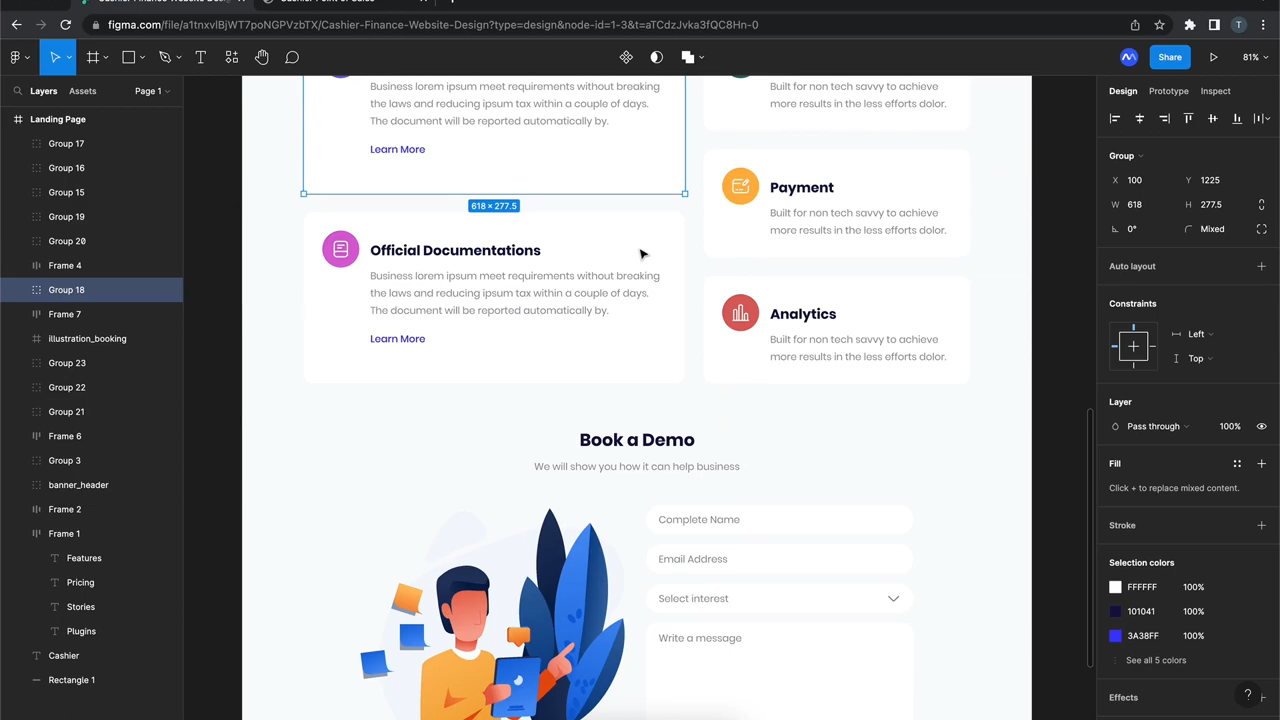 figma.com/file/a1tnxvlBjWT7poNGPVzbTX/Cashier-Finance-Website-Design?type=design&node-id=1-3&t=aTCdzJvka3fQC8Hn-0
T
Share
81%
Layers
Assets
Page 1
Landing Page
Group 17
Group 16
Group 15
Group 19
Group 20
Frame 4
Group 18
Frame 7
illustration_booking
Group 23
Group 22
Group 21
Frame 6
Group 3
banner_header
Frame 2
Frame 1
Features
Pricing
Stories
Plugins
Cashier
Rectangle 1
Business lorem ipsum meet requirements without breaking
the laws and reducing ipsum tax within a couple of days.
The document will be reported automatically by.
Learn More
618 × 277.5
Official Documentations
Business lorem ipsum meet requirements without breaking
the laws and reducing ipsum tax within a couple of days.
The document will be reported automatically by.
Learn More
Built for non tech savvy to achieve
more results in the less efforts dolor.
Payment
Built for non tech savvy to achieve
more results in the less efforts dolor.
Analytics
Built for non tech savvy to achieve
more results in the less efforts dolor.
Book a Demo
We will show you how it can help business
Complete Name
Email Address
Select interest
Write a message
Design
Prototype
Inspect
Group
X 100 Y 1225
W 618 H 277.5
0° Mixed
Auto layout
Constraints
Left
Top
Layer
Pass through 100%
Fill
Click + to replace mixed content.
Stroke
Selection colors
FFFFFF 100%
101041 100%
3A38FF 100%
See all 5 colors
Effects
?